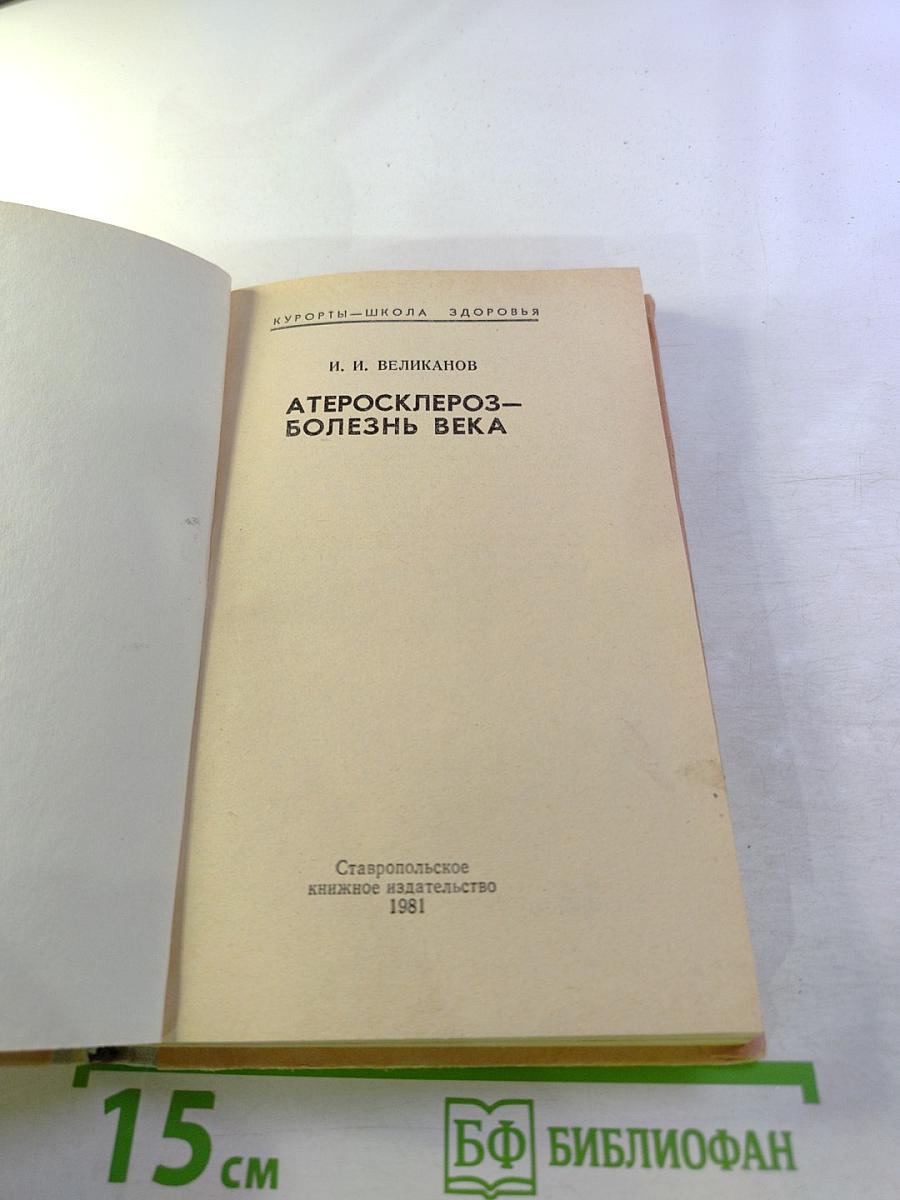 КУРОРТЫ—ШКОЛА ЗДОРОВЬЯ
И. И. ВЕЛИКАНОВ
АТЕРОСКЛЕРОЗ—
БОЛЕЗНЬ ВЕКА
Ставропольское
книжное издательство
1981
15 см
БФ БИБЛИОФАН